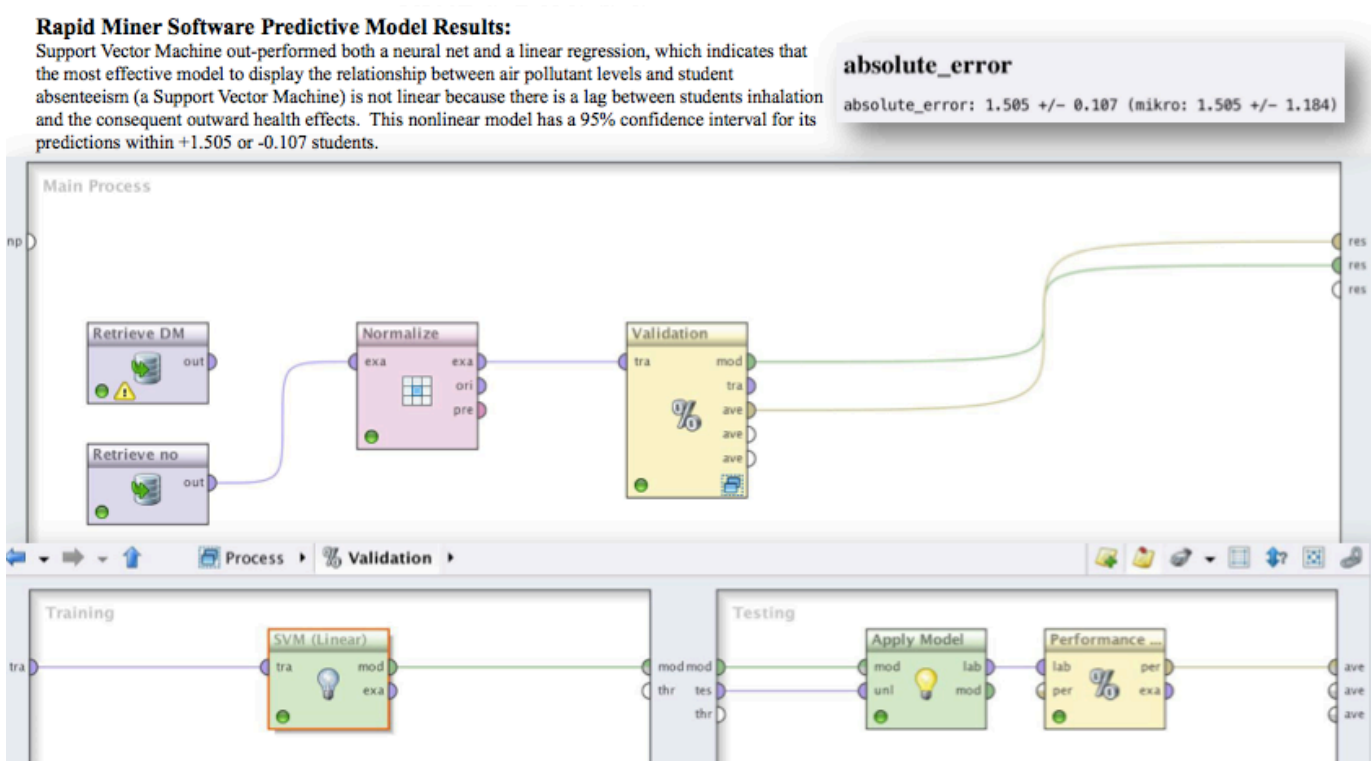 Rapid Miner Software Predictive Model Results:
Support Vector Machine out-performed both a neural net and a linear regression, which indicates that
the most effective model to display the relationship between air pollutant levels and student
absenteeism (a Support Vector Machine) is not linear because there is a lag between students inhalation
and the consequent outward health effects. This nonlinear model has a 95% confidence interval for its
predictions within +1.505 or -0.107 students.
absolute_error
absolute_error: 1.505 +/- 0.107 (mikro: 1.505 +/- 1.184)
Main Process
np
res
res
res
Retrieve DM
out
Normalize
exa exa
ori
pre
Validation
tra mod
tra
ave
ave
ave
Retrieve no
out
Process Validation
Training
SVM (Linear)
tra tra mod mod
exa thr
Testing
Apply Model
mod mod lab
tes unl mod
thr
Performance ...
lab per ave
per exa ave
ave